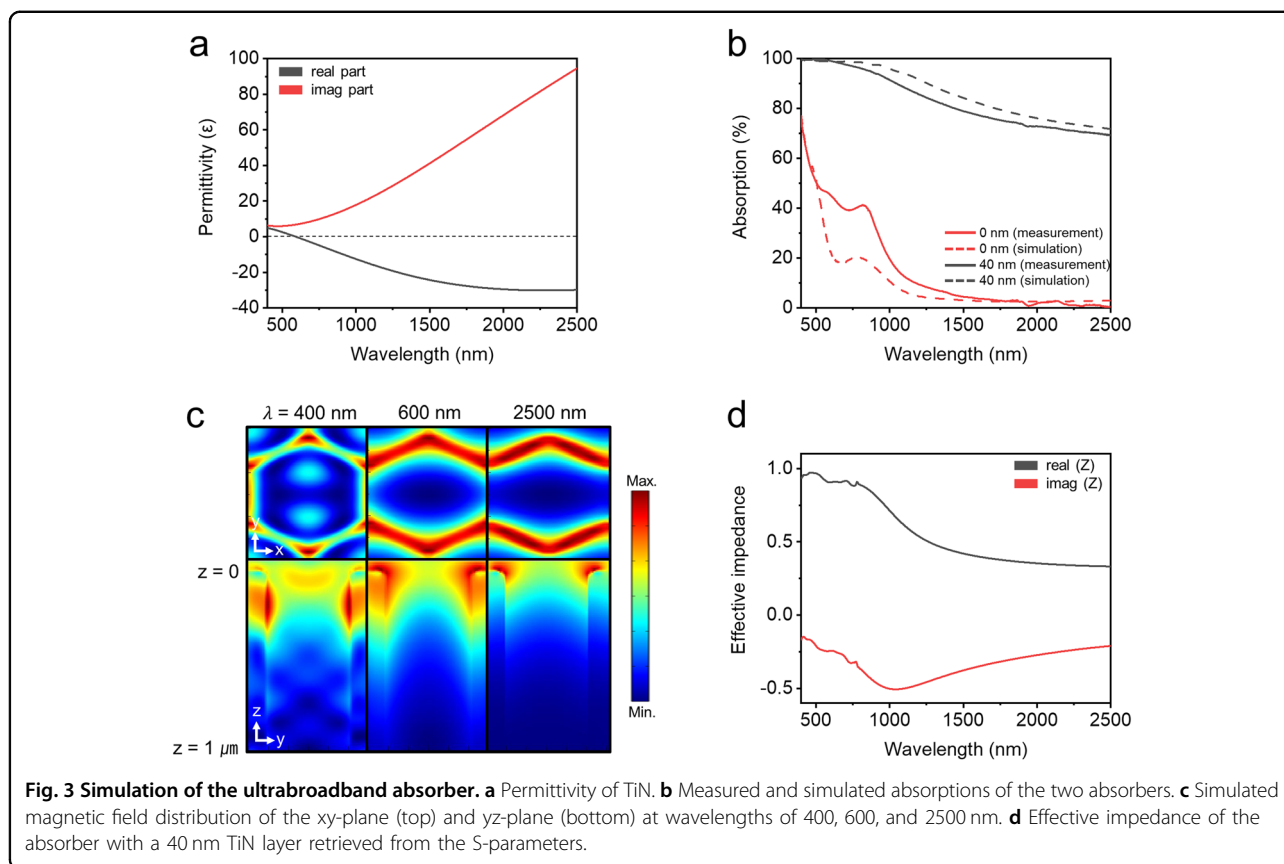 a
100
80
60
40
20
0
-20
-40
Permittivity (ε)
real part
imag part
500 1000 1500 2000 2500
Wavelength (nm)
b
100
80
60
40
20
0
Absorption (%)
0 nm (measurement)
0 nm (simulation)
40 nm (measurement)
40 nm (simulation)
500 1000 1500 2000 2500
Wavelength (nm)
c
λ = 400 nm 600 nm 2500 nm
y
x
z = 0
z
y
z = 1 μm
Max.
Min.
d
1.0
0.5
0.0
-0.5
Effective impedance
real (Z)
imag (Z)
500 1000 1500 2000 2500
Wavelength (nm)
Fig. 3 Simulation of the ultrabroadband absorber. a Permittivity of TiN. b Measured and simulated absorptions of the two absorbers. c Simulated
magnetic field distribution of the xy-plane (top) and yz-plane (bottom) at wavelengths of 400, 600, and 2500 nm. d Effective impedance of the
absorber with a 40 nm TiN layer retrieved from the S-parameters.